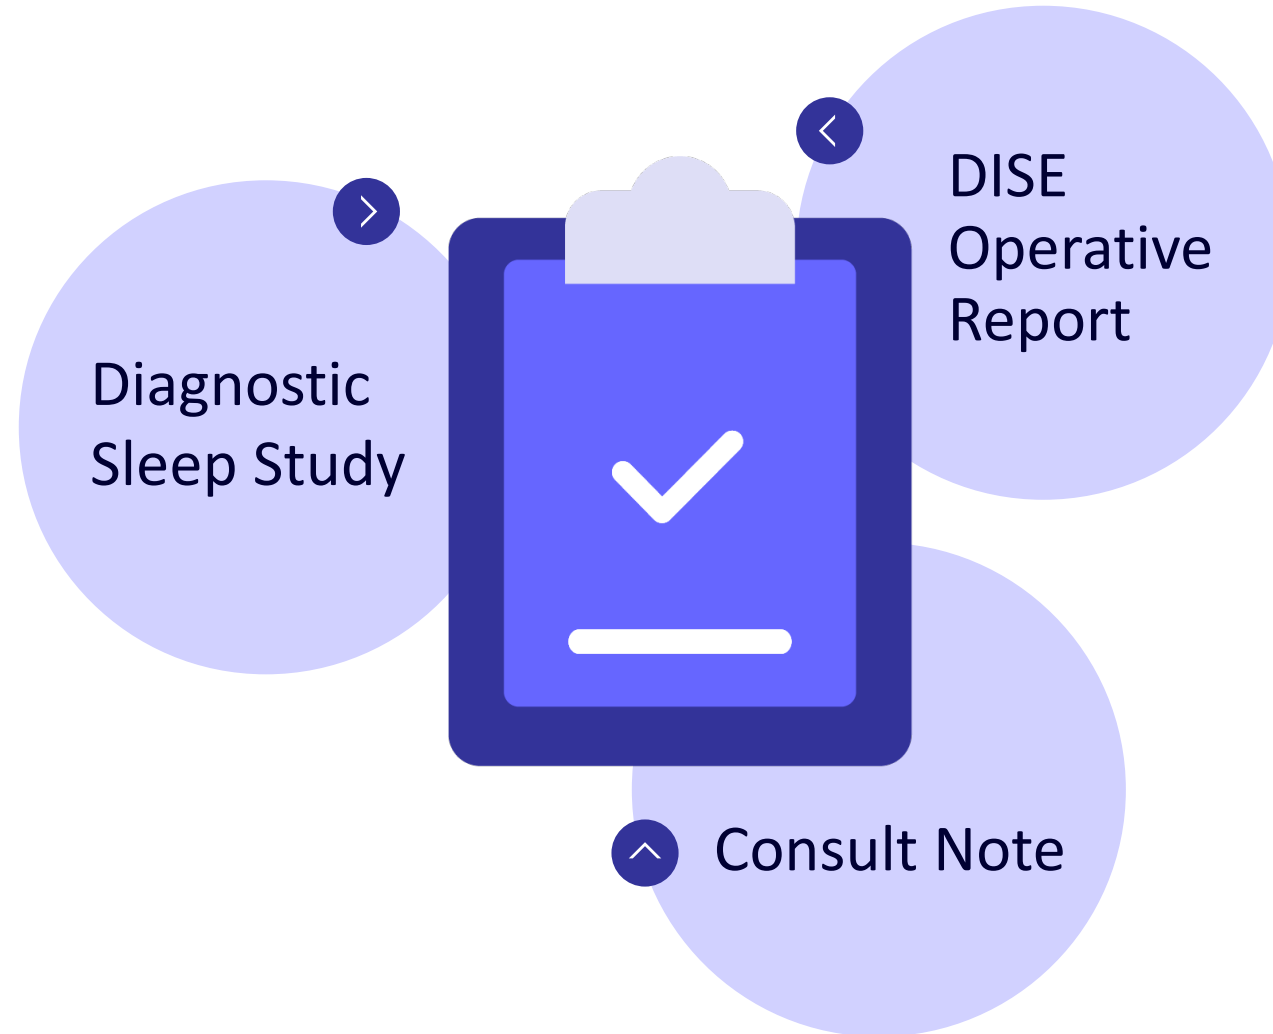 Diagnostic
Sleep Study
DISE
Operative
Report
Consult Note